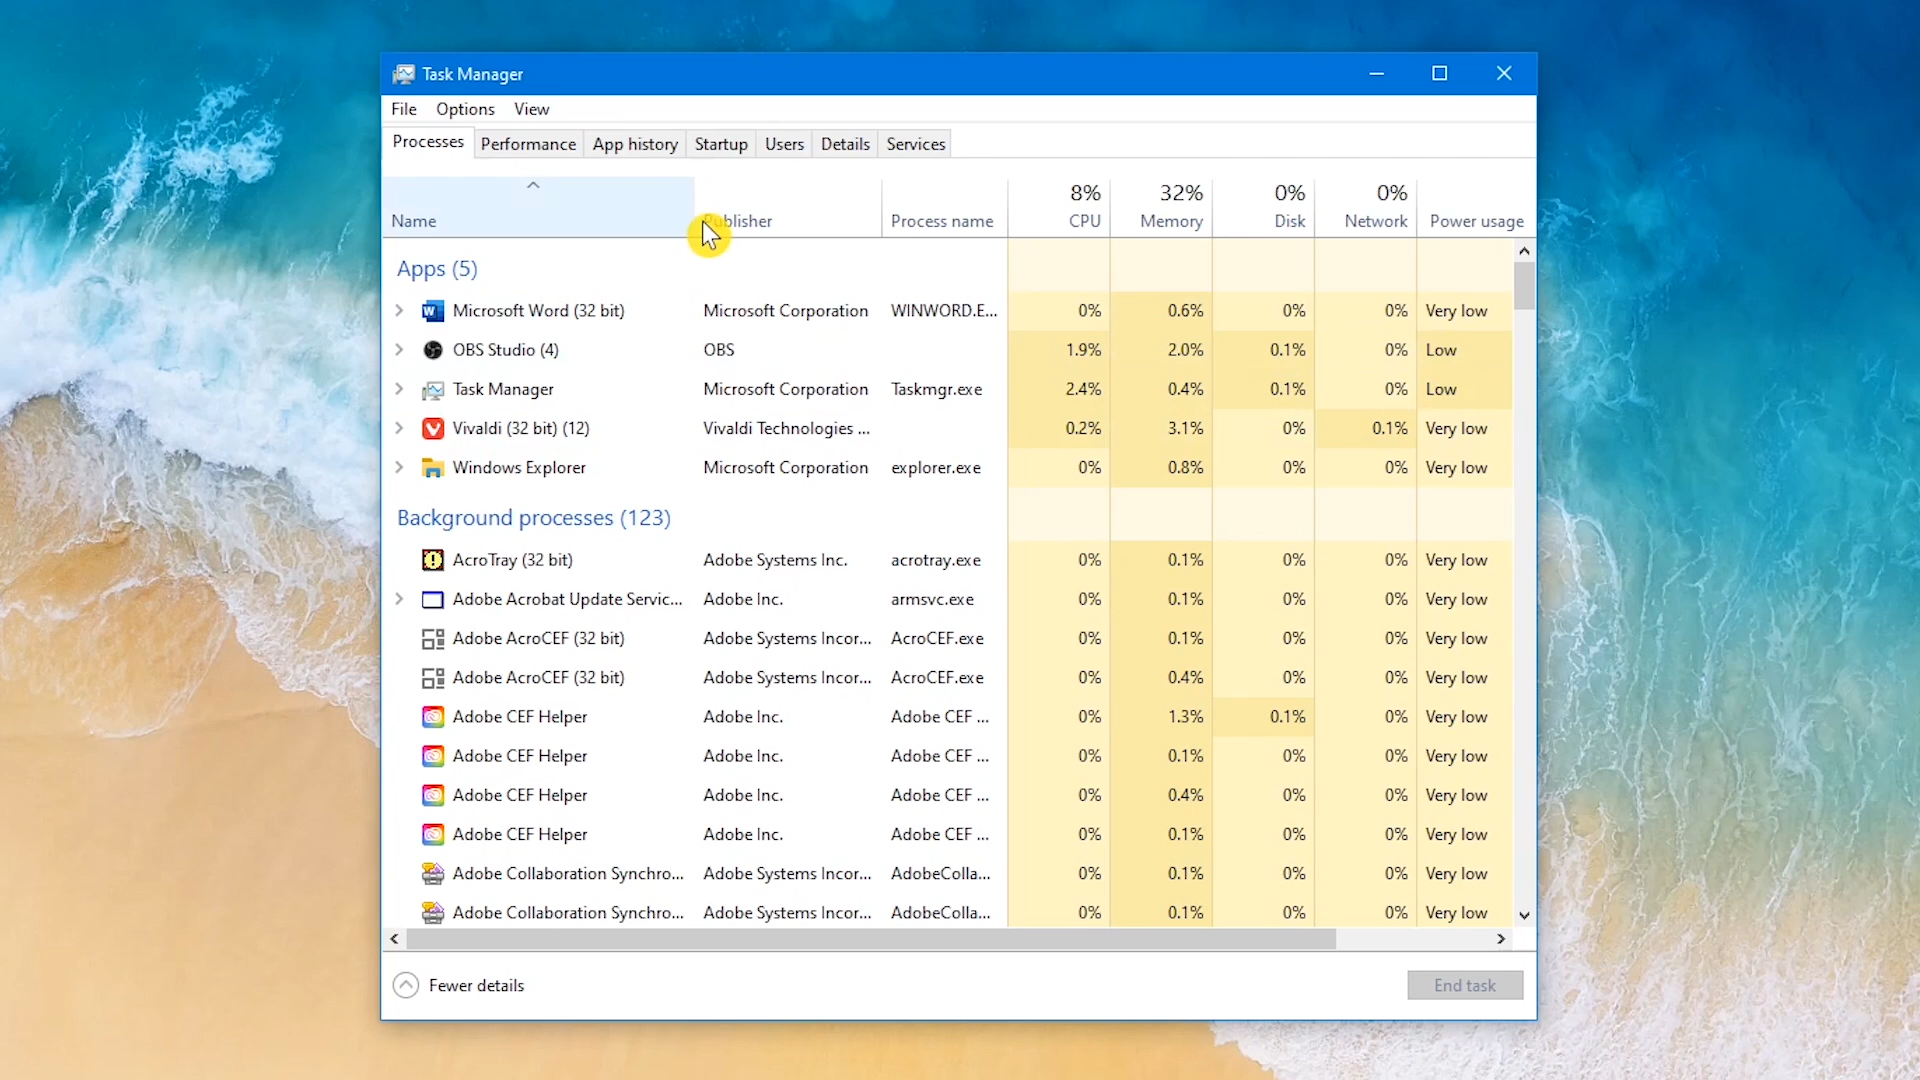 Task Manager
File Options View
Processes Performance App history Startup Users Details Services
8% 32% 0% 0%
Name Publisher Process name CPU Memory Disk Network Power usage
Apps (5)
Microsoft Word (32 bit) Microsoft Corporation WINWORD.E... 0% 0.6% 0% 0% Very low
OBS Studio (4) OBS 1.9% 2.0% 0.1% 0% Low
Task Manager Microsoft Corporation Taskmgr.exe 2.4% 0.4% 0.1% 0% Low
Vivaldi (32 bit) (12) Vivaldi Technologies ... 0.2% 3.1% 0% 0.1% Very low
Windows Explorer Microsoft Corporation explorer.exe 0% 0.8% 0% 0% Very low
Background processes (123)
AcroTray (32 bit) Adobe Systems Inc. acrotray.exe 0% 0.1% 0% 0% Very low
Adobe Acrobat Update Servic... Adobe Inc. armsvc.exe 0% 0.1% 0% 0% Very low
Adobe AcroCEF (32 bit) Adobe Systems Incor... AcroCEF.exe 0% 0.1% 0% 0% Very low
Adobe AcroCEF (32 bit) Adobe Systems Incor... AcroCEF.exe 0% 0.4% 0% 0% Very low
Adobe CEF Helper Adobe Inc. Adobe CEF ... 0% 1.3% 0.1% 0% Very low
Adobe CEF Helper Adobe Inc. Adobe CEF ... 0% 0.1% 0% 0% Very low
Adobe CEF Helper Adobe Inc. Adobe CEF ... 0% 0.4% 0% 0% Very low
Adobe CEF Helper Adobe Inc. Adobe CEF ... 0% 0.1% 0% 0% Very low
Adobe Collaboration Synchro... Adobe Systems Incor... AdobeColla... 0% 0.1% 0% 0% Very low
Adobe Collaboration Synchro... Adobe Systems Incor... AdobeColla... 0% 0.1% 0% 0% Very low
Fewer details End task